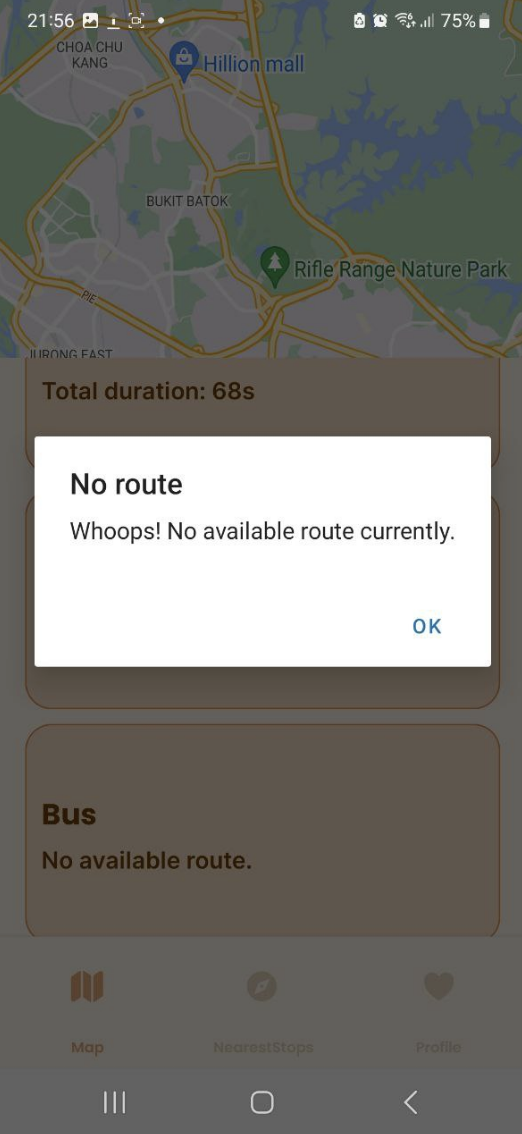 21:56
75%
CHOA CHU
KANG
Hillion mall
BUKIT BATOK
Rifle Range Nature Park
PIE
JURONG EAST
Total duration: 68s
No route
Whoops! No available route currently.
OK
Bus
No available route.
Map
NearestStops
Profile